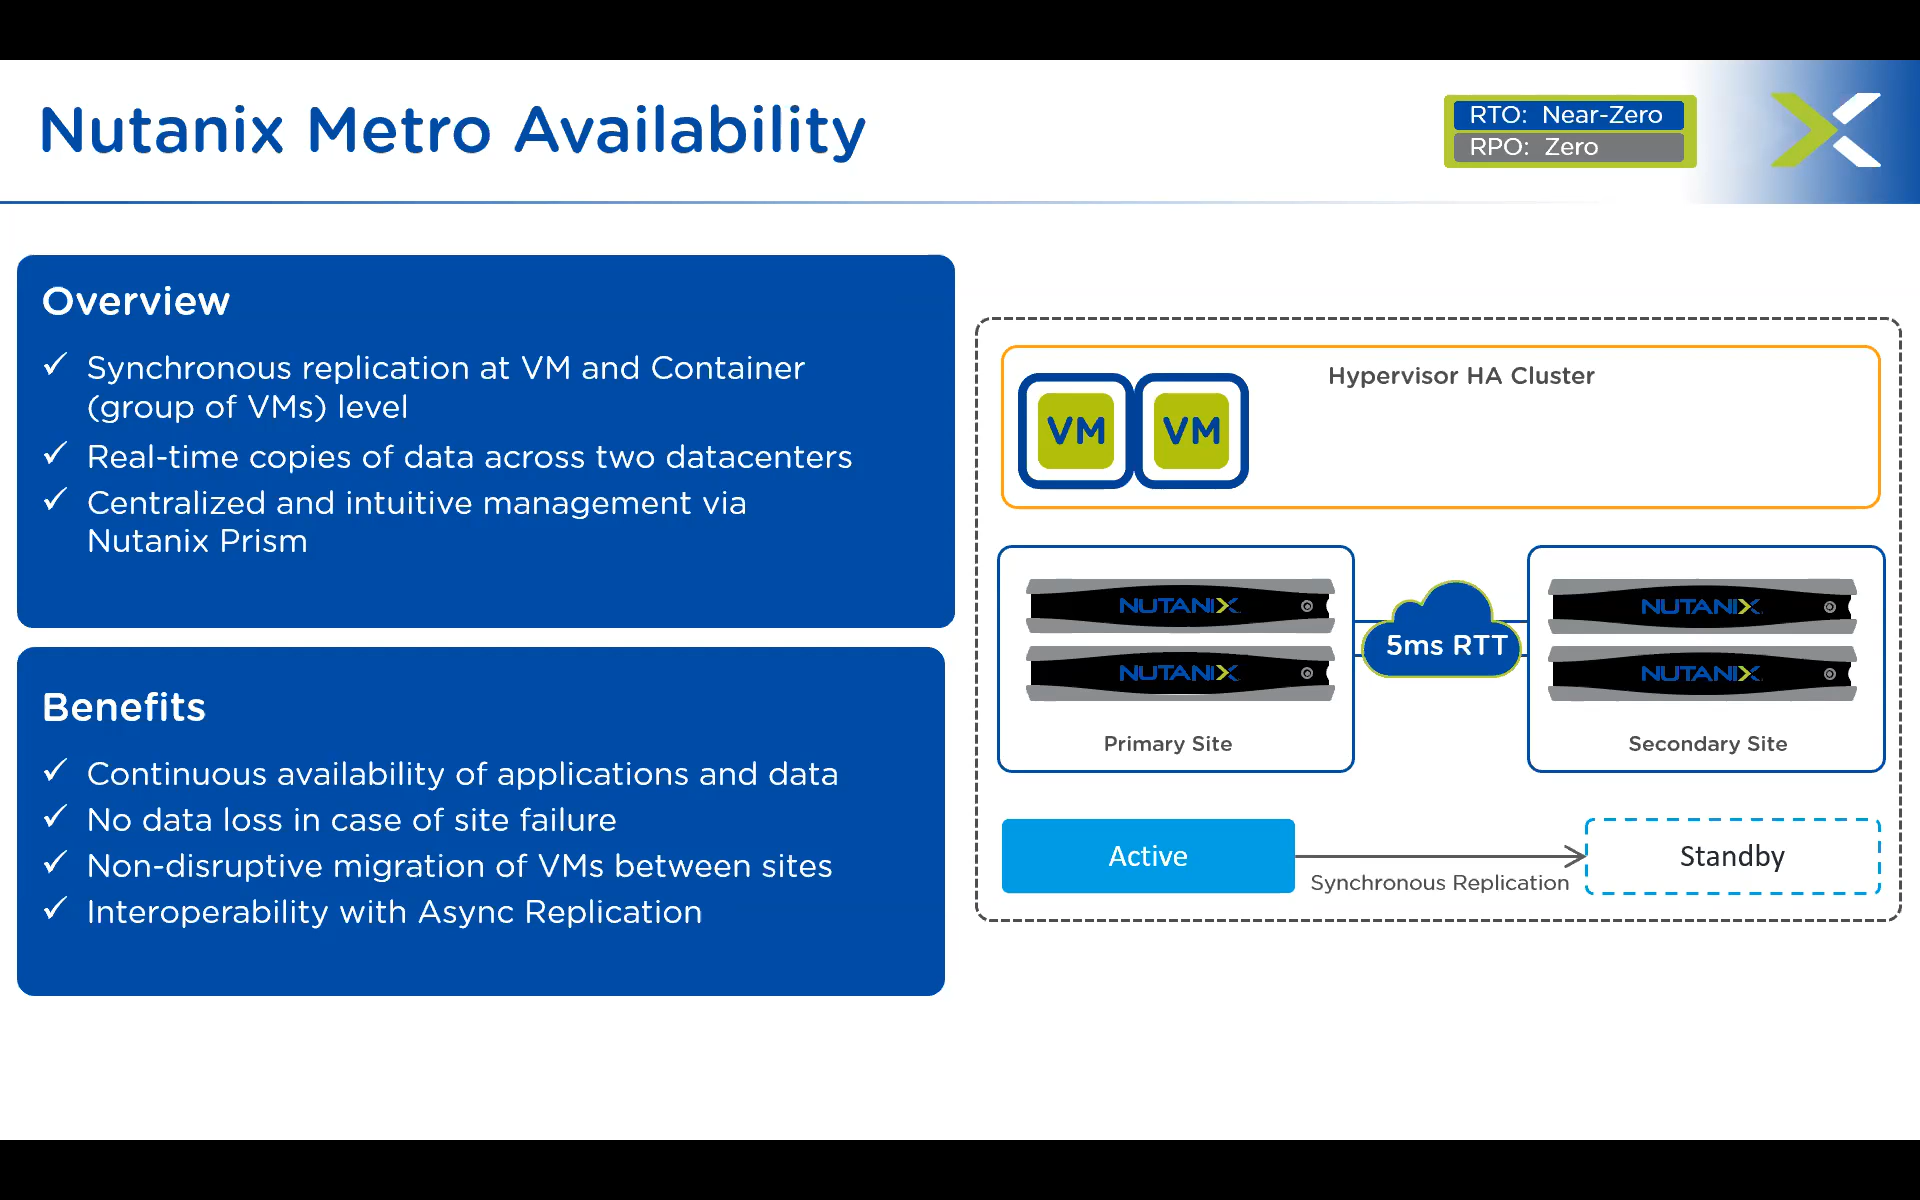 Nutanix Metro Availability
RTO: Near-Zero
RPO: Zero
Overview
✓ Synchronous replication at VM and Container
(group of VMs) level
✓ Real-time copies of data across two datacenters
✓ Centralized and intuitive management via
Nutanix Prism
Benefits
✓ Continuous availability of applications and data
✓ No data loss in case of site failure
✓ Non-disruptive migration of VMs between sites
✓ Interoperability with Async Replication
Hypervisor HA Cluster
VM VM
NUTANIX
NUTANIX
Primary Site
5ms RTT
NUTANIX
NUTANIX
Secondary Site
Active
Synchronous Replication
Standby